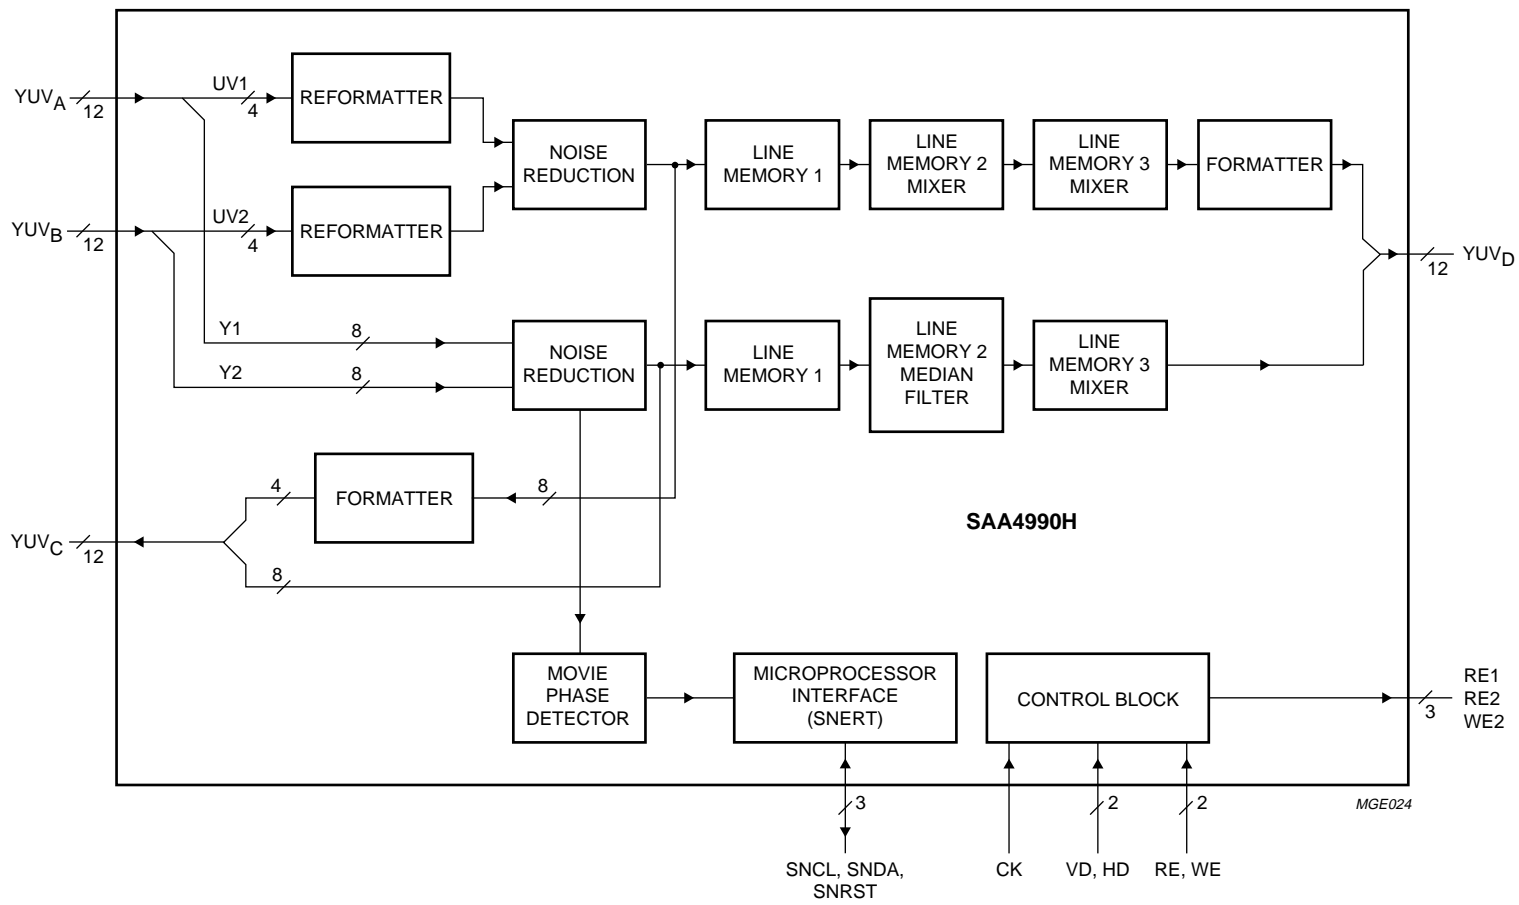 UV1
REFORMATTER
YUVA
12
4
NOISE
REDUCTION
LINE
MEMORY 1
LINE
MEMORY 2
MIXER
LINE
MEMORY 3
MIXER
FORMATTER
UV2
REFORMATTER
YUVB
12
4
YUVD
12
Y1
8
Y2
8
NOISE
REDUCTION
LINE
MEMORY 1
LINE
MEMORY 2
MEDIAN
FILTER
LINE
MEMORY 3
MIXER
4
FORMATTER
8
YUVC
12
8
SAA4990H
MOVIE
PHASE
DETECTOR
MICROPROCESSOR
INTERFACE
(SNERT)
CONTROL BLOCK
3
RE1
RE2
WE2
3
2
2
MGE024
SNCL, SNDA,
SNRST
CK
VD, HD
RE, WE